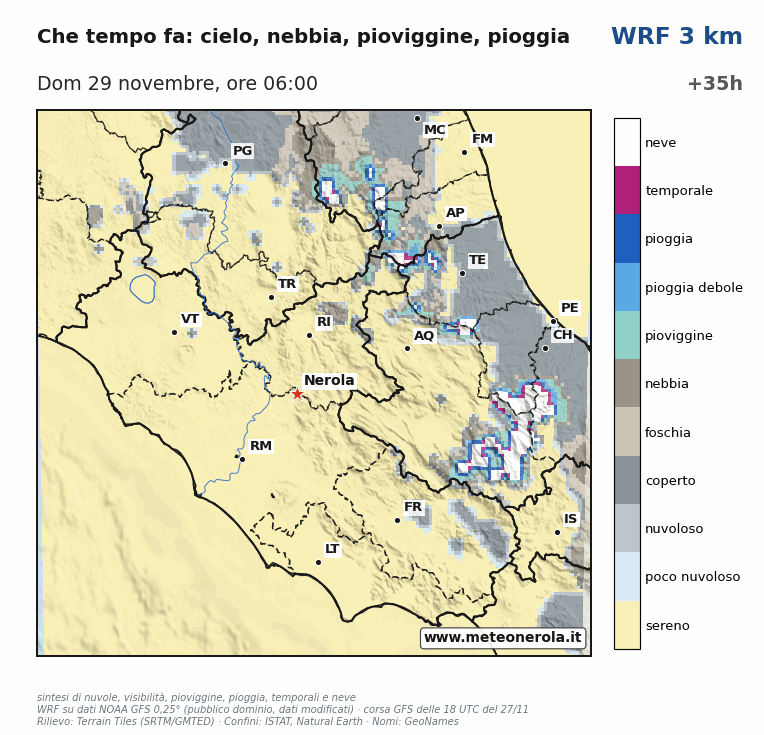 Che tempo fa: cielo, nebbia, pioviggine, pioggia
WRF 3 km
Dom 29 novembre, ore 06:00
+35h
MC
FM
PG
AP
TE
TR
PE
VT
RI
AQ
CH
Nerola
RM
FR
IS
LT
www.meteonerola.it
neve
temporale
pioggia
pioggia debole
pioviggine
nebbia
foschia
coperto
nuvoloso
poco nuvoloso
sereno
sintesi di nuvole, visibilità, pioviggine, pioggia, temporali e neve
WRF su dati NOAA GFS 0,25° (pubblico dominio, dati modificati) · corsa GFS delle 18 UTC del 27/11
Rilievo: Terrain Tiles (SRTM/GMTED) · Confini: ISTAT, Natural Earth · Nomi: GeoNames